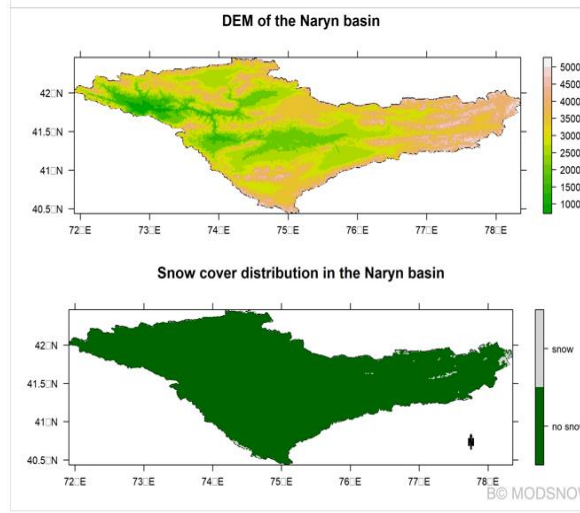 DEM of the Naryn basin
42□N
41.5□N
41□N
40.5□N
72□E 73□E 74□E 75□E 76□E 77□E 78□E
5000
4500
4000
3500
3000
2500
2000
1500
1000
Snow cover distribution in the Naryn basin
42□N
41.5□N
41□N
40.5□N
72□E 73□E 74□E 75□E 76□E 77□E 78□E
snow
no snow
B© MODSNOW